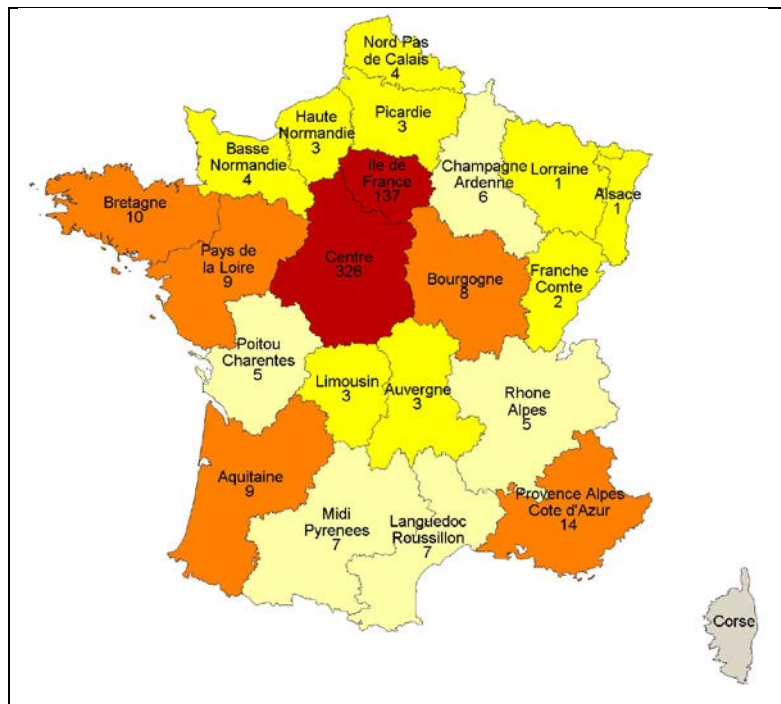 Nord Pas
de Calais
4
Picardie
3
Haute
Normandie
3
Basse
Normandie
4
Ile de
France
137
Champagne
Ardenne
6
Lorraine
1
Alsace
1
Bretagne
10
Pays de
la Loire
9
Centre
326
Bourgogne
8
Franche
Comte
2
Poitou
Charentes
5
Limousin
3
Auvergne
3
Rhone
Alpes
5
Aquitaine
9
Midi
Pyrenees
7
Languedoc
Roussillon
7
Provence Alpes
Cote d'Azur
14
Corse